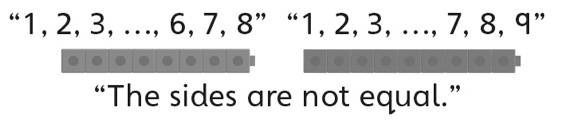 “1, 2, 3, ..., 6, 7, 8” “1, 2, 3, ..., 7, 8, 9”
“The sides are not equal.”